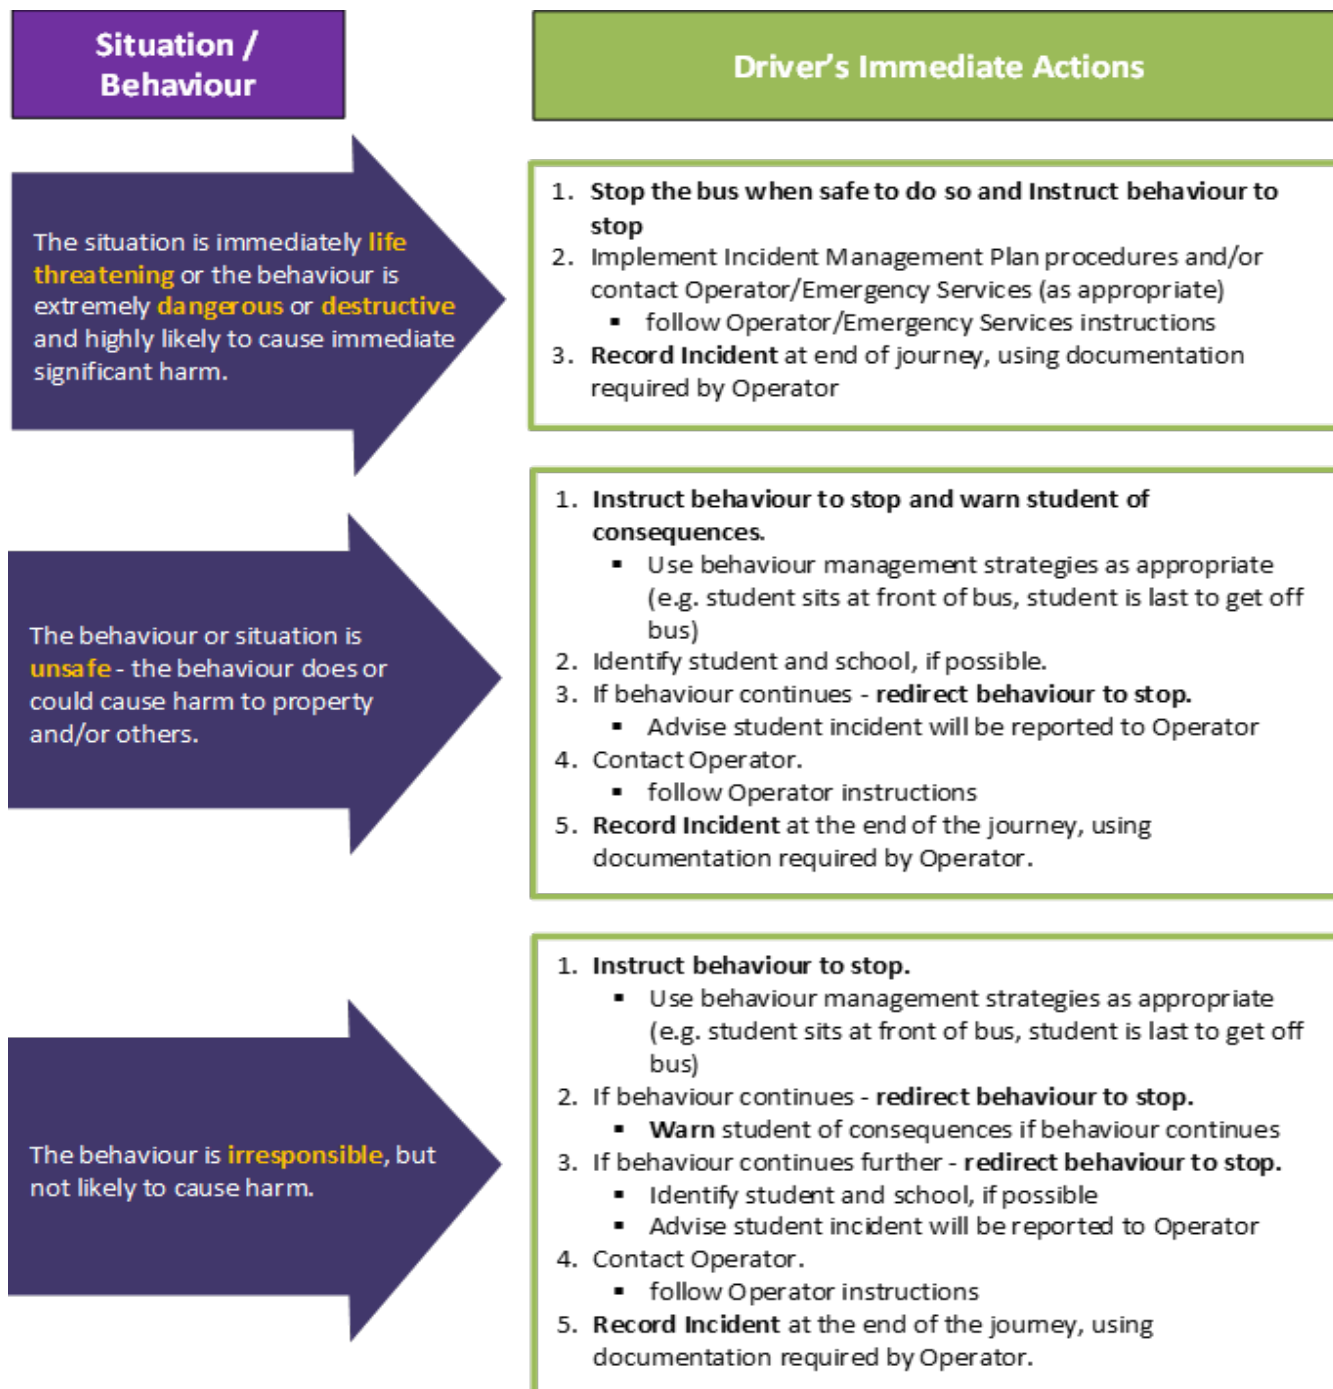 Situation /
Behaviour
Driver's Immediate Actions
The situation is immediately life
threatening or the behaviour is
extremely dangerous or destructive
and highly likely to cause immediate
significant harm.
1. Stop the bus when safe to do so and Instruct behaviour to
stop
2. Implement Incident Management Plan procedures and/or
contact Operator/Emergency Services (as appropriate)
▪ follow Operator/Emergency Services instructions
3. Record Incident at end of journey, using documentation
required by Operator
The behaviour or situation is
unsafe - the behaviour does or
could cause harm to property
and/or others.
1. Instruct behaviour to stop and warn student of
consequences.
▪ Use behaviour management strategies as appropriate
(e.g. student sits at front of bus, student is last to get off
bus)
2. Identify student and school, if possible.
3. If behaviour continues - redirect behaviour to stop.
▪ Advise student incident will be reported to Operator
4. Contact Operator.
▪ follow Operator instructions
5. Record Incident at the end of the journey, using
documentation required by Operator.
The behaviour is irresponsible, but
not likely to cause harm.
1. Instruct behaviour to stop.
▪ Use behaviour management strategies as appropriate
(e.g. student sits at front of bus, student is last to get off
bus)
2. If behaviour continues - redirect behaviour to stop.
▪ Warn student of consequences if behaviour continues
3. If behaviour continues further - redirect behaviour to stop.
▪ Identify student and school, if possible
▪ Advise student incident will be reported to Operator
4. Contact Operator.
▪ follow Operator instructions
5. Record Incident at the end of the journey, using
documentation required by Operator.